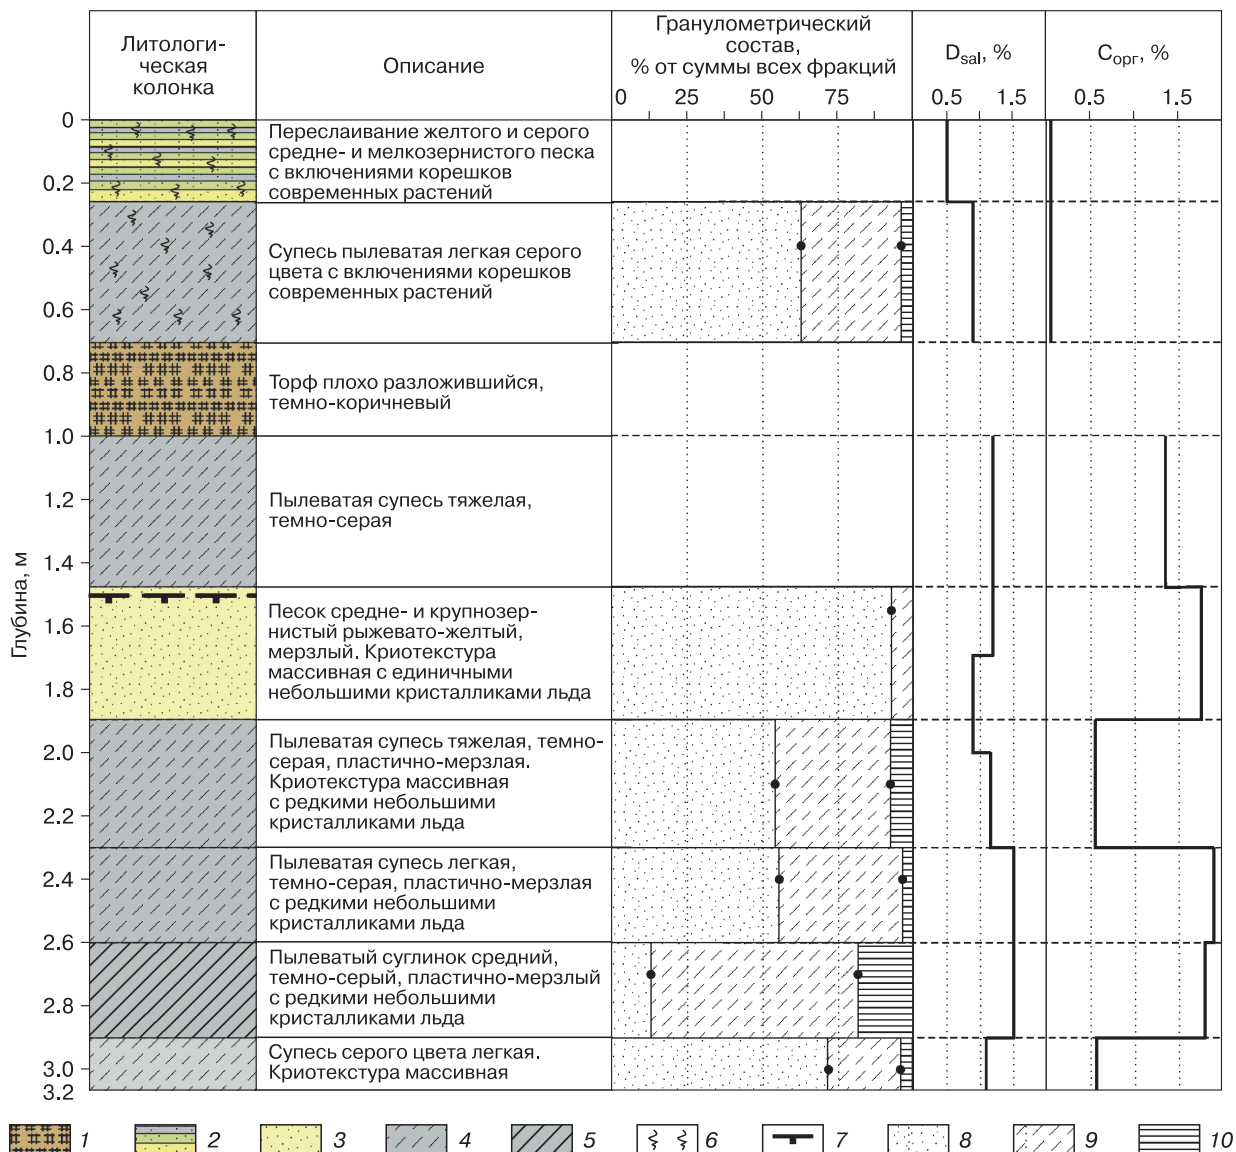 Литологи-
ческая
колонка
Описание
Гранулометрический
состав,
% от суммы всех фракций
0 25 50 75
D_sal, %
0.5 1.5
C_орг, %
0.5 1.5
Глубина, м
0
0.2
0.4
0.6
0.8
1.0
1.2
1.4
1.6
1.8
2.0
2.2
2.4
2.6
2.8
3.0
3.2
Переслаивание желтого и серого
средне- и мелкозернистого песка
с включениями корешков
современных растений
Супесь пылеватая легкая серого
цвета с включениями корешков
современных растений
Торф плохо разложившийся,
темно-коричневый
Пылеватая супесь тяжелая,
темно-серая
Песок средне- и крупнозер-
нистый рыжевато-желтый,
мерзлый. Криотекстура
массивная с единичными
небольшими кристалликами льда
Пылеватая супесь тяжелая, темно-
серая, пластично-мерзлая.
Криотекстура массивная
с редкими небольшими
кристалликами льда
Пылеватая супесь легкая,
темно-серая, пластично-мерзлая
с редкими небольшими
кристалликами льда
Пылеватый суглинок средний,
темно-серый, пластично-мерзлый
с редкими небольшими
кристалликами льда
Супесь серого цвета легкая.
Криотекстура массивная
1 2 3 4 5 6 7 8 9 10